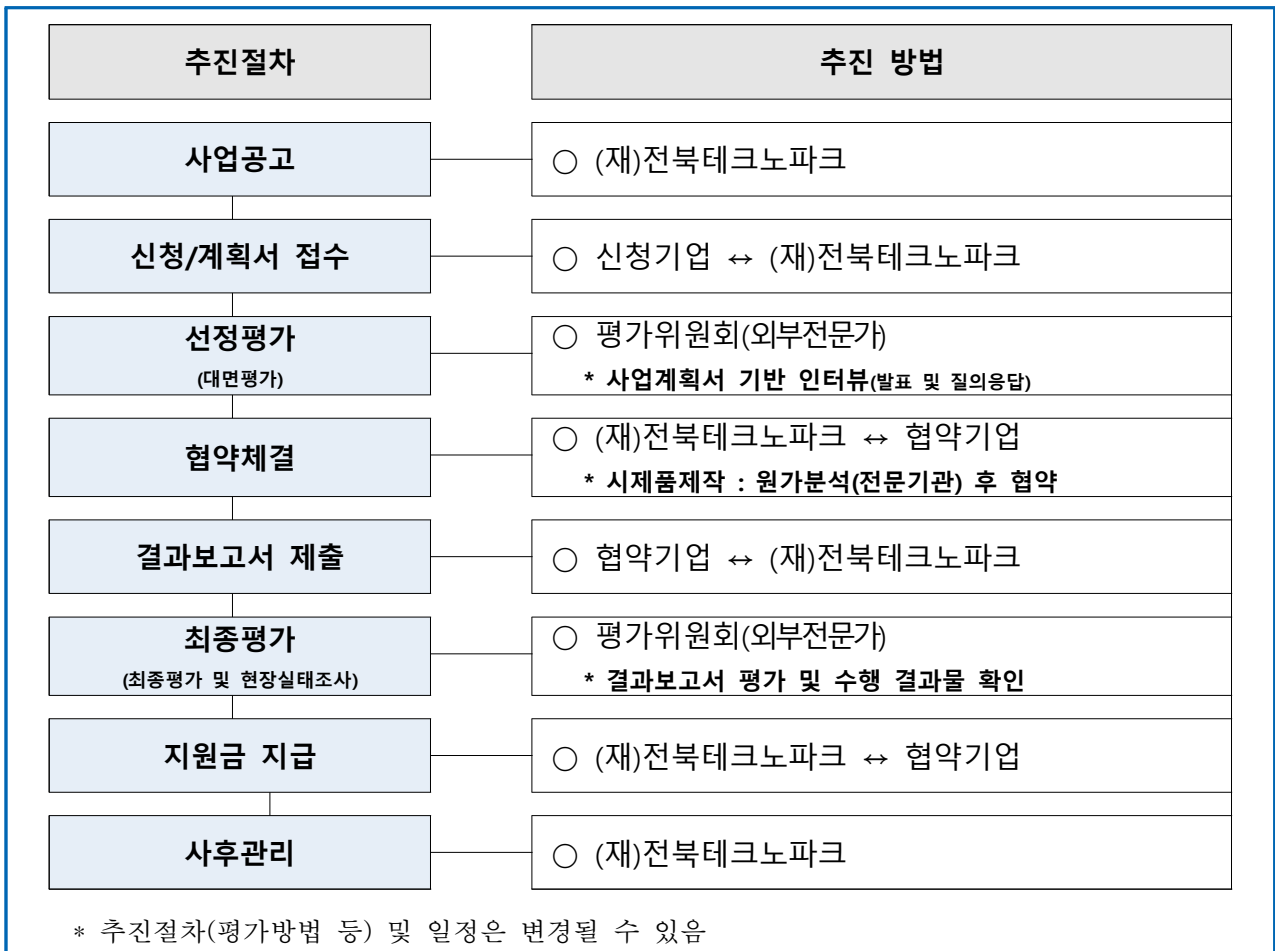 추진절차 추진 방법
사업공고 ○ (재)전북테크노파크
신청/계획서 접수 ○ 신청기업 ↔ (재)전북테크노파크
선정평가 ○ 평가위원회(외부전문가)
(대면평가) * 사업계획서 기반 인터뷰(발표 및 질의응답)
협약체결 ○ (재)전북테크노파크 ↔ 협약기업
* 시제품제작 : 원가분석(전문기관) 후 협약
결과보고서 제출 ○ 협약기업 ↔ (재)전북테크노파크
최종평가 ○ 평가위원회(외부전문가)
(최종평가 및 현장실태조사) * 결과보고서 평가 및 수행 결과물 확인
지원금 지급 ○ (재)전북테크노파크 ↔ 협약기업
사후관리 ○ (재)전북테크노파크
* 추진절차(평가방법 등) 및 일정은 변경될 수 있음